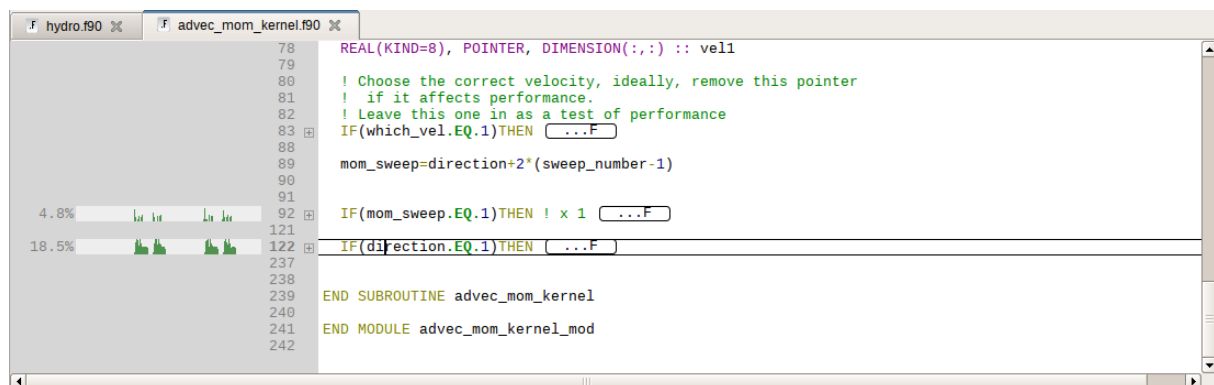 hydro.f90 advec_mom_kernel.f90
78 REAL(KIND=8), POINTER, DIMENSION(:,:) :: vel1
79
80 ! Choose the correct velocity, ideally, remove this pointer
81 ! if it affects performance.
82 ! Leave this one in as a test of performance
83 IF(which_vel.EQ.1)THEN ...F
88
89 mom_sweep=direction+2*(sweep_number-1)
90
91
4.8% 92 IF(mom_sweep.EQ.1)THEN ! x 1 ...F
121
18.5% 122 IF(direction.EQ.1)THEN ...F
237
238
239 END SUBROUTINE advec_mom_kernel
240
241 END MODULE advec_mom_kernel_mod
242